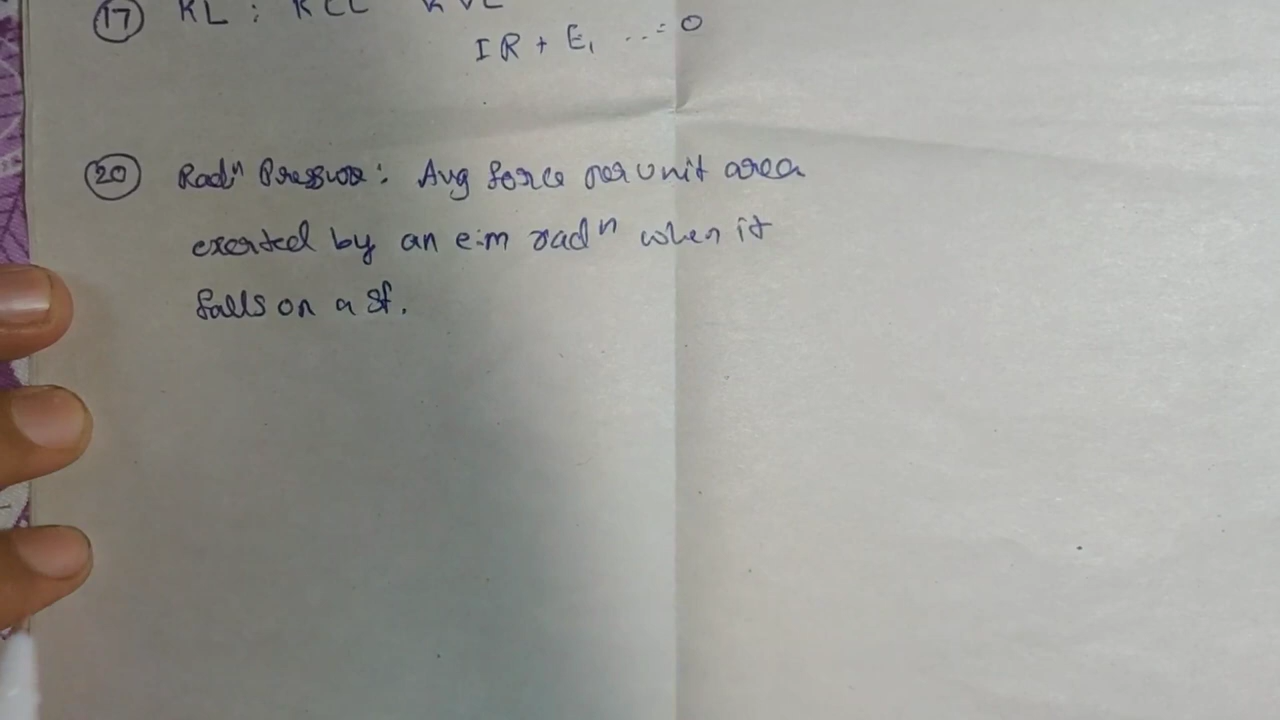 17 KL : KCL KVL
IR + E₁ ..= 0
20 Radⁿ Pressure : Avg force per unit area
exerted by an e.m radⁿ when it
falls on a sf.